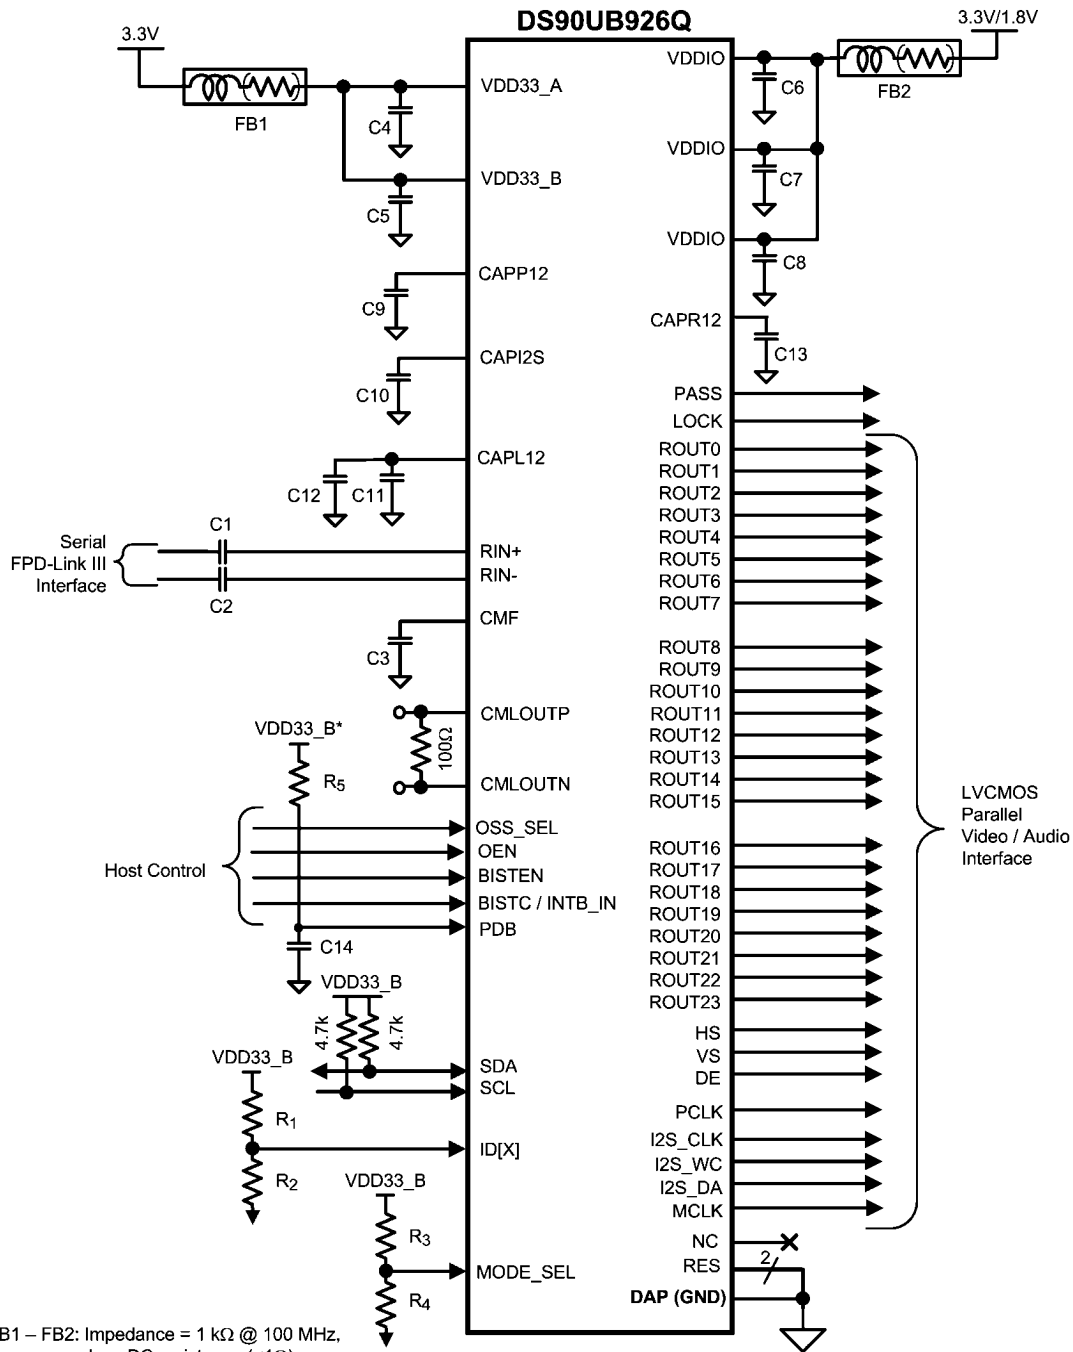 DS90UB926Q
3.3V
FB1
VDD33_A
C4
VDD33_B
C5
CAPP12
C9
CAPI2S
C10
CAPL12
C12
C11
Serial
FPD-Link III
Interface
C1
C2
RIN+
RIN-
CMF
C3
CMLOUTP
100Ω
CMLOUTN
VDD33_B*
R5
Host Control
OSS_SEL
OEN
BISTEN
BISTC / INTB_IN
PDB
C14
VDD33_B
4.7k
4.7k
SDA
SCL
VDD33_B
R1
R2
ID[X]
VDD33_B
R3
R4
MODE_SEL
3.3V/1.8V
FB2
VDDIO
C6
VDDIO
C7
VDDIO
C8
CAPR12
C13
PASS
LOCK
ROUT0
ROUT1
ROUT2
ROUT3
ROUT4
ROUT5
ROUT6
ROUT7
ROUT8
ROUT9
ROUT10
ROUT11
ROUT12
ROUT13
ROUT14
ROUT15
ROUT16
ROUT17
ROUT18
ROUT19
ROUT20
ROUT21
ROUT22
ROUT23
HS
VS
DE
PCLK
I2S_CLK
I2S_WC
I2S_DA
MCLK
LVCMOS
Parallel
Video / Audio
Interface
NC
RES
2
DAP (GND)
B1 – FB2: Impedance = 1 kΩ @ 100 MHz,